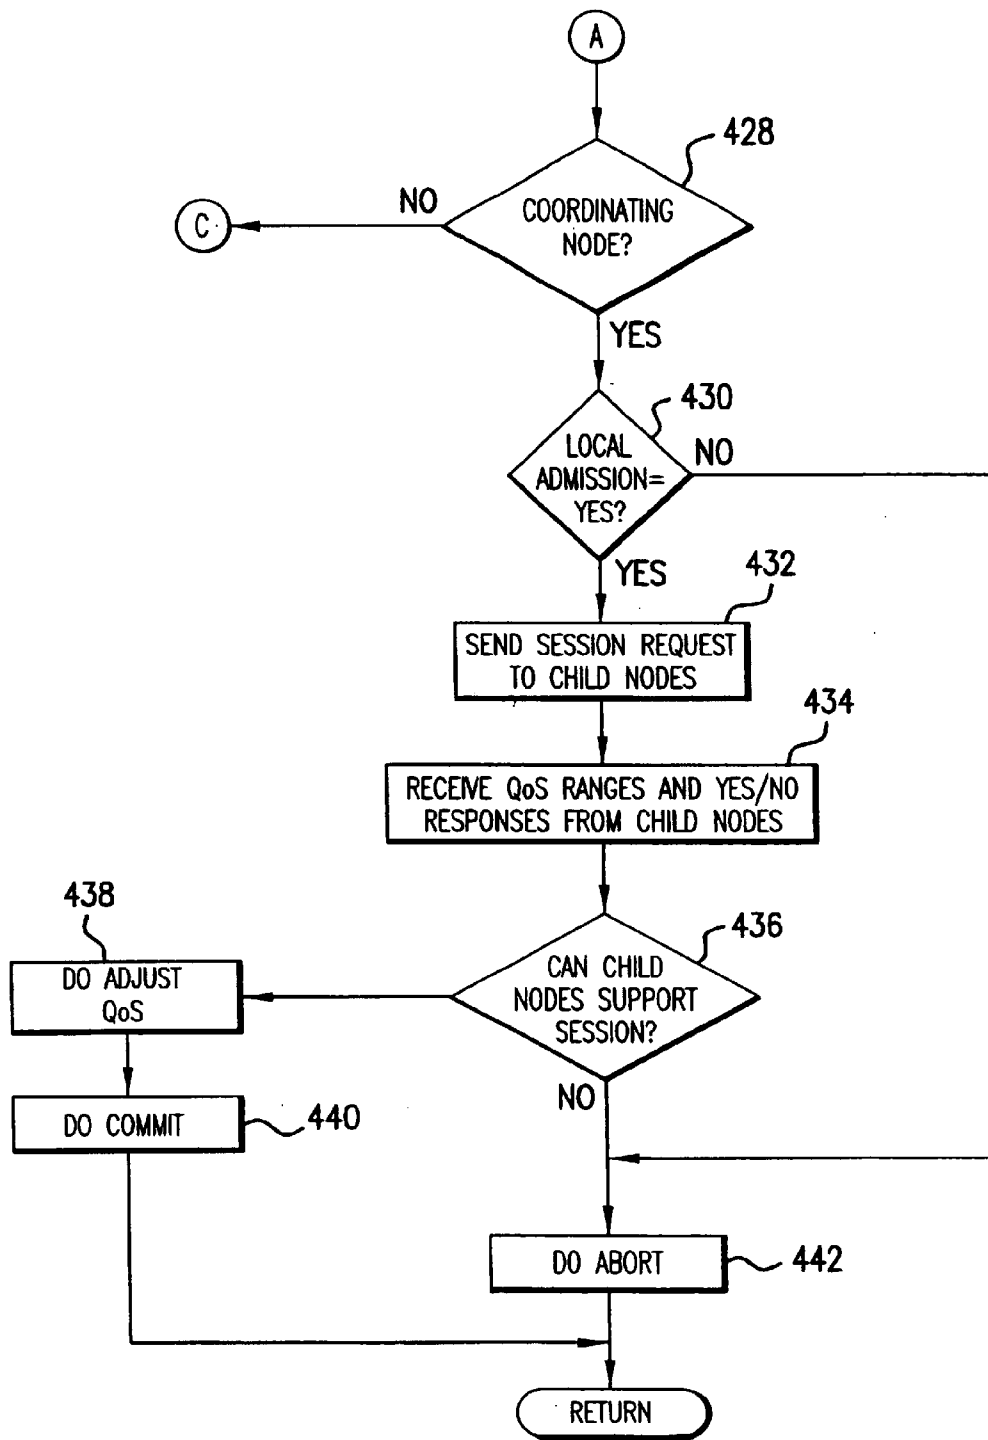 A
428
NO
C
COORDINATING
NODE?
YES
430
LOCAL
ADMISSION=
YES?
NO
YES
432
SEND SESSION REQUEST
TO CHILD NODES
434
RECEIVE QoS RANGES AND YES/NO
RESPONSES FROM CHILD NODES
438
436
DO ADJUST
QoS
CAN CHILD
NODES SUPPORT
SESSION?
NO
DO COMMIT
440
DO ABORT
442
RETURN